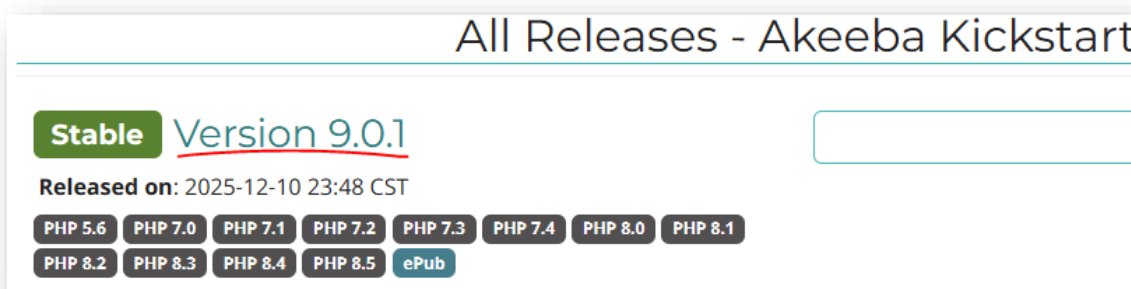 All Releases - Akeeba Kickstart
Stable Version 9.0.1
Released on: 2025-12-10 23:48 CST
PHP 5.6 PHP 7.0 PHP 7.1 PHP 7.2 PHP 7.3 PHP 7.4 PHP 8.0 PHP 8.1
PHP 8.2 PHP 8.3 PHP 8.4 PHP 8.5 ePub